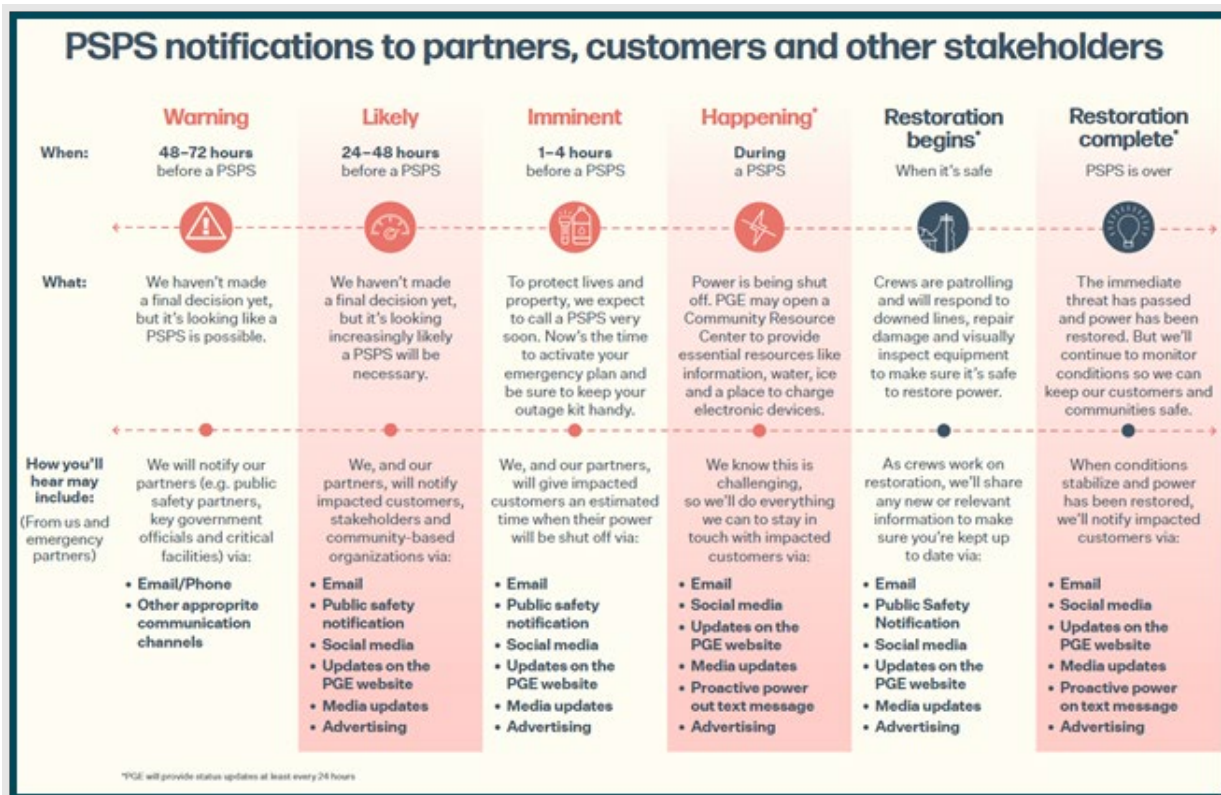 PSPS notifications to partners, customers and other stakeholders
When:
Warning
48–72 hours
before a PSPS
Likely
24–48 hours
before a PSPS
Imminent
1–4 hours
before a PSPS
Happening*
During
a PSPS
Restoration
begins*
When it's safe
Restoration
complete*
PSPS is over
What:
We haven't made
a final decision yet,
but it's looking like a
PSPS is possible.
We haven't made
a final decision yet,
but it's looking
increasingly likely
a PSPS will be
necessary.
To protect lives and
property, we expect
to call a PSPS very
soon. Now's the time
to activate your
emergency plan and
be sure to keep your
outage kit handy.
Power is being shut
off. PGE may open a
Community Resource
Center to provide
essential resources like
information, water, ice
and a place to charge
electronic devices.
Crews are patrolling
and will respond to
downed lines, repair
damage and visually
inspect equipment
to make sure it's safe
to restore power.
The immediate
threat has passed
and power has been
restored. But we'll
continue to monitor
conditions so we can
keep our customers and
communities safe.
How you'll
hear may
include:
(From us and
emergency
partners)
We will notify our
partners (e.g. public
safety partners,
key government
officials and critical
facilities) via:
• Email/Phone
• Other approprite
communication
channels
We, and our
partners, will notify
impacted customers,
stakeholders and
community-based
organizations via:
• Email
• Public safety
notification
• Social media
• Updates on the
PGE website
• Media updates
• Advertising
We, and our partners,
will give impacted
customers an estimated
time when their power
will be shut off via:
• Email
• Public safety
notification
• Social media
• Updates on the
PGE website
• Media updates
• Advertising
We know this is
challenging,
so we'll do everything
we can to stay in
touch with impacted
customers via:
• Email
• Social media
• Updates on the
PGE website
• Media updates
• Proactive power
out text message
• Advertising
As crews work on
restoration, we'll share
any new or relevant
information to make
sure you're kept up
to date via:
• Email
• Public Safety
Notification
• Social media
• Updates on the
PGE website
• Media updates
• Advertising
When conditions
stabilize and power
has been restored,
we'll notify impacted
customers via:
• Email
• Social media
• Updates on the
PGE website
• Media updates
• Proactive power
on text message
• Advertising
*PGE will provide status updates at least every 24 hours